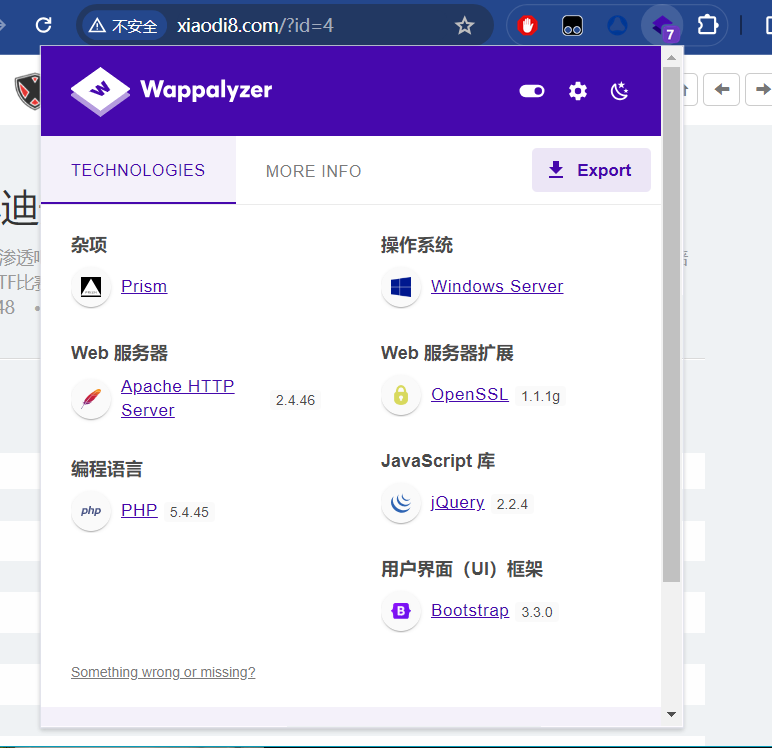 不安全 xiaodi8.com/?id=4
7
W Wappalyzer
TECHNOLOGIES MORE INFO Export
迪
渗透
TF比
48 •
杂项
PRISM Prism
操作系统
Windows Server
Web 服务器
Apache HTTP
Server 2.4.46
Web 服务器扩展
OpenSSL 1.1.1g
编程语言
php PHP 5.4.45
JavaScript 库
jQuery 2.2.4
用户界面（UI）框架
B Bootstrap 3.3.0
Something wrong or missing?